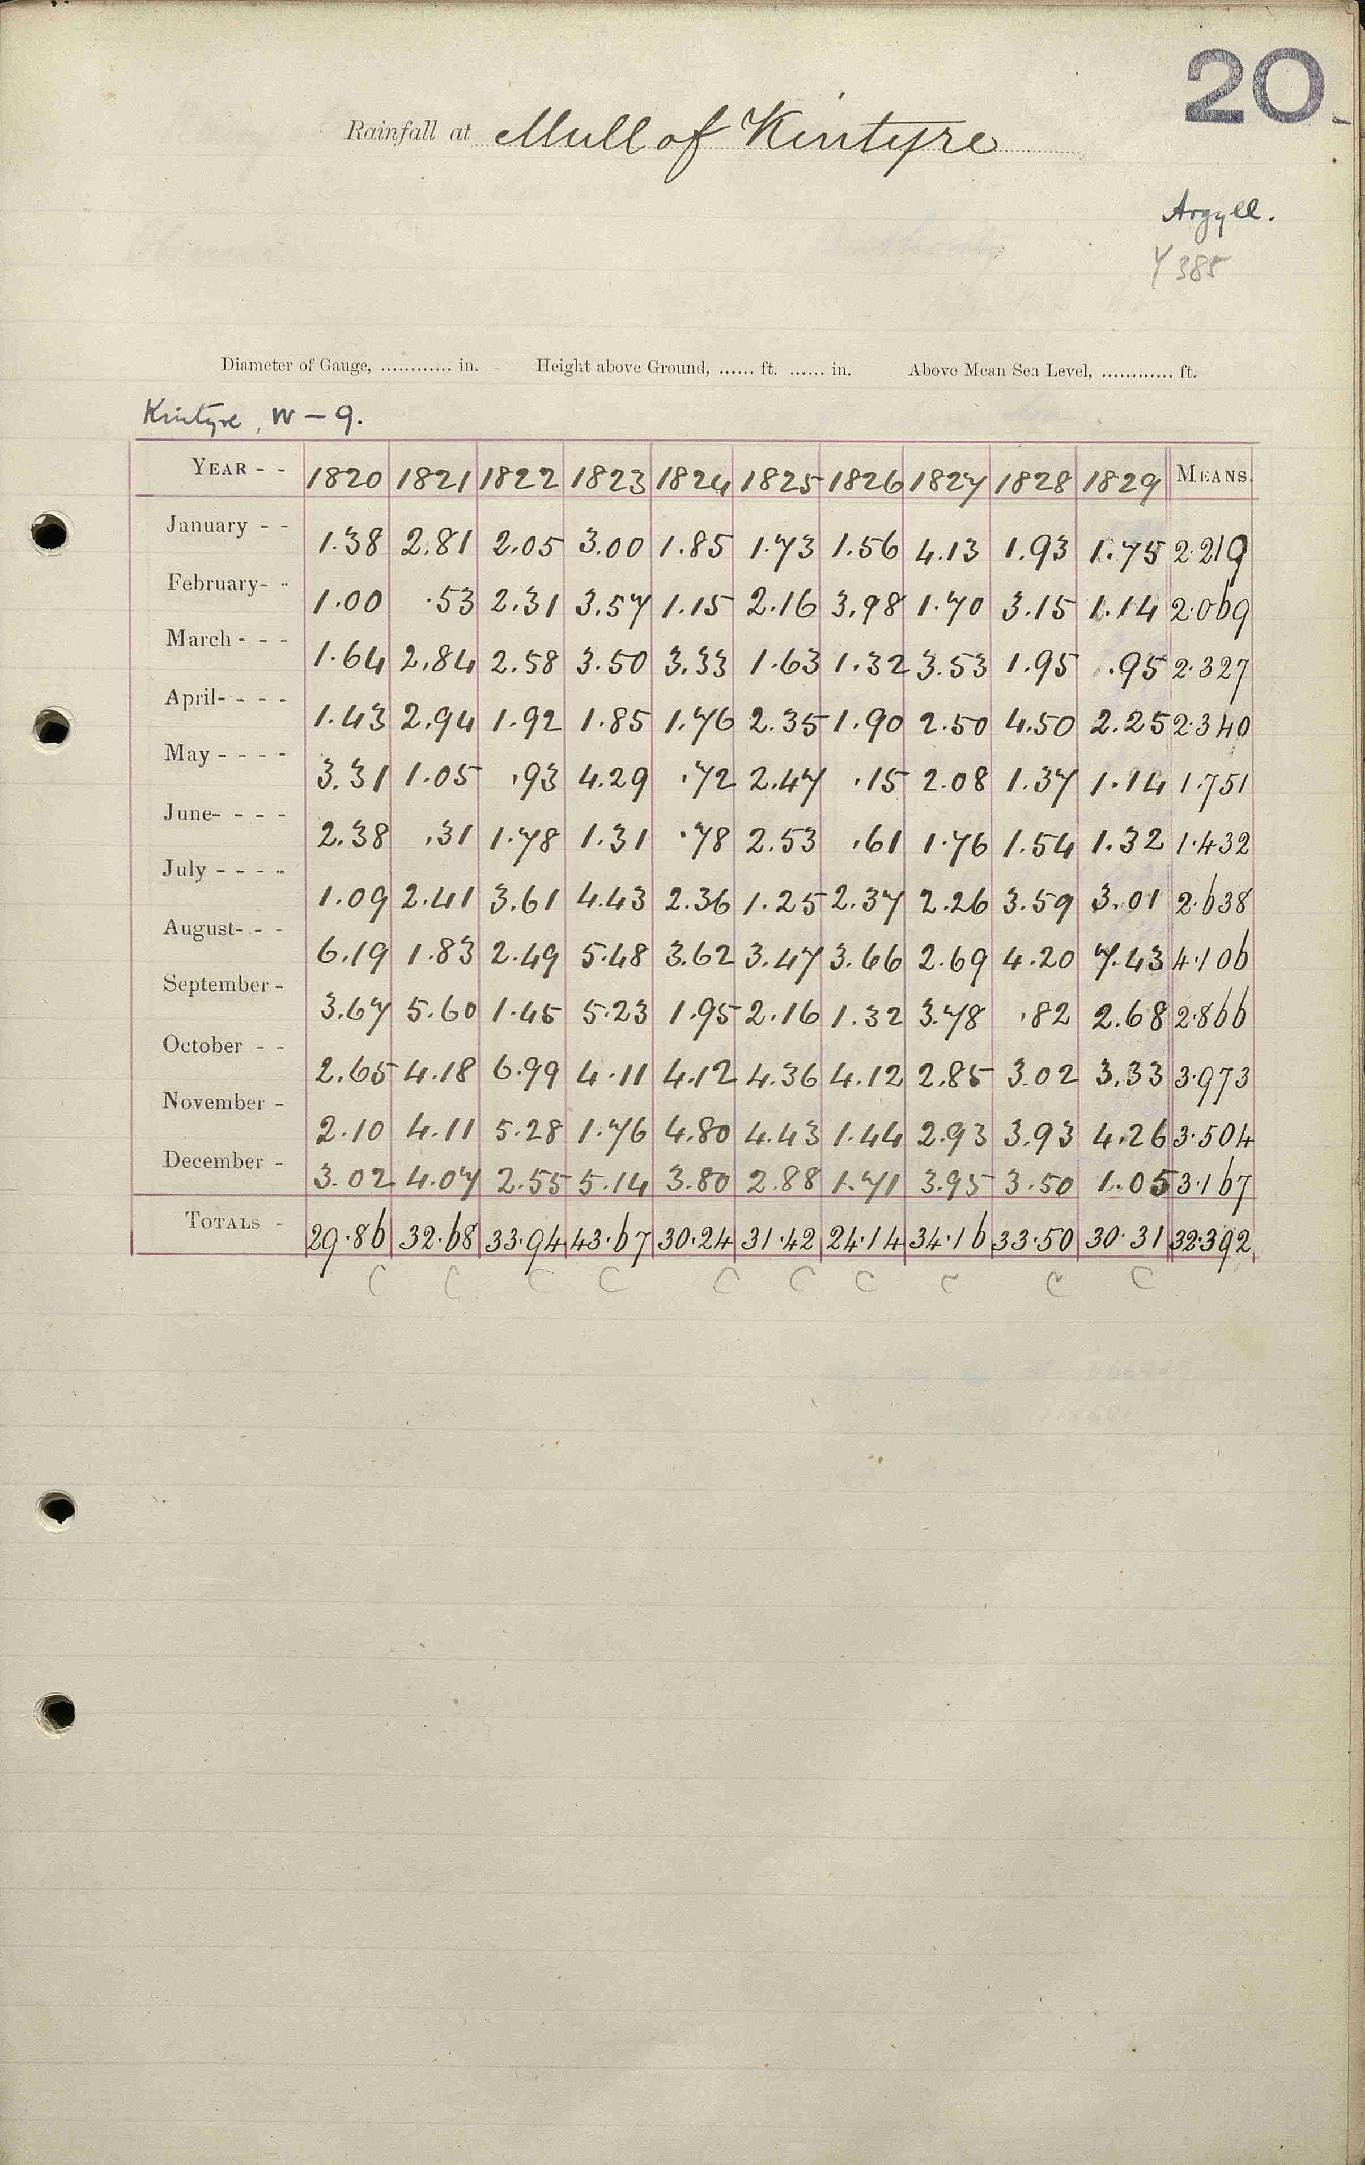 20
Rainfall at Mull of Kintyre
Argyll.
385
Diameter of Gauge, ............ in. Height above Ground, ...... ft. ...... in. Above Mean Sea Level, ............ ft.
Kintyre, W - 9.
YEAR - - 1820 1821 1822 1823 1824 1825 1826 1827 1828 1829 MEANS.
January - - 1.38 2.81 2.05 3.00 1.85 1.73 1.56 4.13 1.93 1.75 2.219
February- - 1.00 .53 2.31 3.57 1.15 2.16 3.98 1.70 3.15 1.14 2.069
March - - - 1.64 2.84 2.58 3.50 3.33 1.63 1.32 3.53 1.95 .95 2.327
April- - - - 1.43 2.94 1.92 1.85 1.76 2.35 1.90 2.50 4.50 2.25 2.340
May - - - - 3.31 1.05 .93 4.29 .72 2.47 .15 2.08 1.37 1.14 1.751
June- - - - 2.38 .31 1.78 1.31 .78 2.53 .61 1.76 1.54 1.32 1.432
July - - - - 1.09 2.41 3.61 4.43 2.36 1.25 2.37 2.26 3.59 3.01 2.638
August- - - 6.19 1.83 2.49 5.48 3.62 3.47 3.66 2.69 4.20 7.43 4.106
September - 3.67 5.60 1.45 5.23 1.95 2.16 1.32 3.78 .82 2.68 2.866
October - - 2.65 4.18 6.99 4.11 4.12 4.36 4.12 2.85 3.02 3.33 3.973
November - 2.10 4.11 5.28 1.76 4.80 4.43 1.44 2.93 3.93 4.26 3.504
December - 3.02 4.07 2.55 5.14 3.80 2.88 1.71 3.95 3.50 1.05 3.167
TOTALS - 29.86 32.68 33.94 43.67 30.24 31.42 24.14 34.16 33.50 30.31 32.392
C C C C C C C C C C